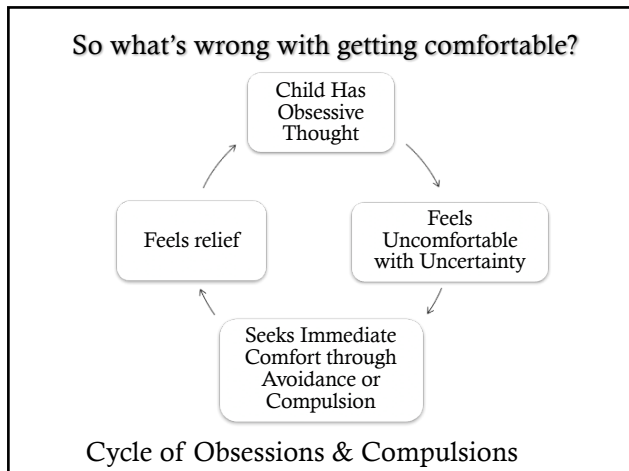 So what’s wrong with getting comfortable?
Child Has
Obsessive
Thought
Feels
Uncomfortable
with Uncertainty
Seeks Immediate
Comfort through
Avoidance or
Compulsion
Feels relief
Cycle of Obsessions & Compulsions